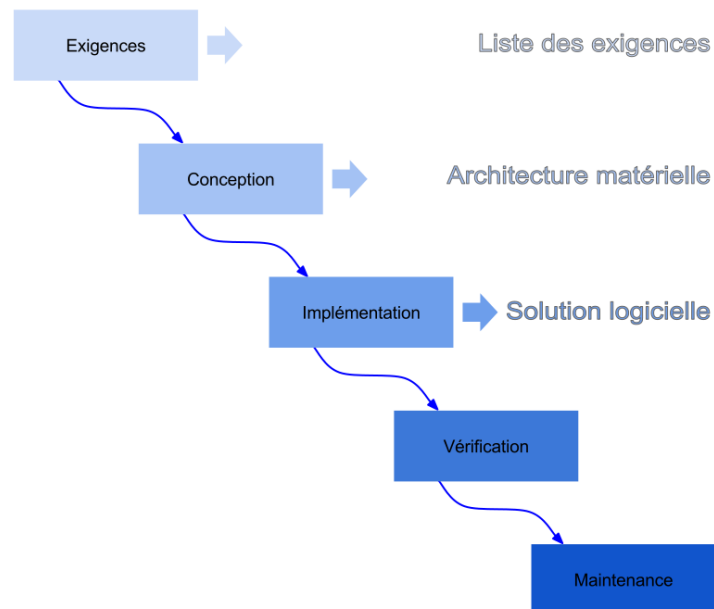 Exigences
Liste des exigences
Conception
Architecture matérielle
Implémentation
Solution logicielle
Vérification
Maintenance